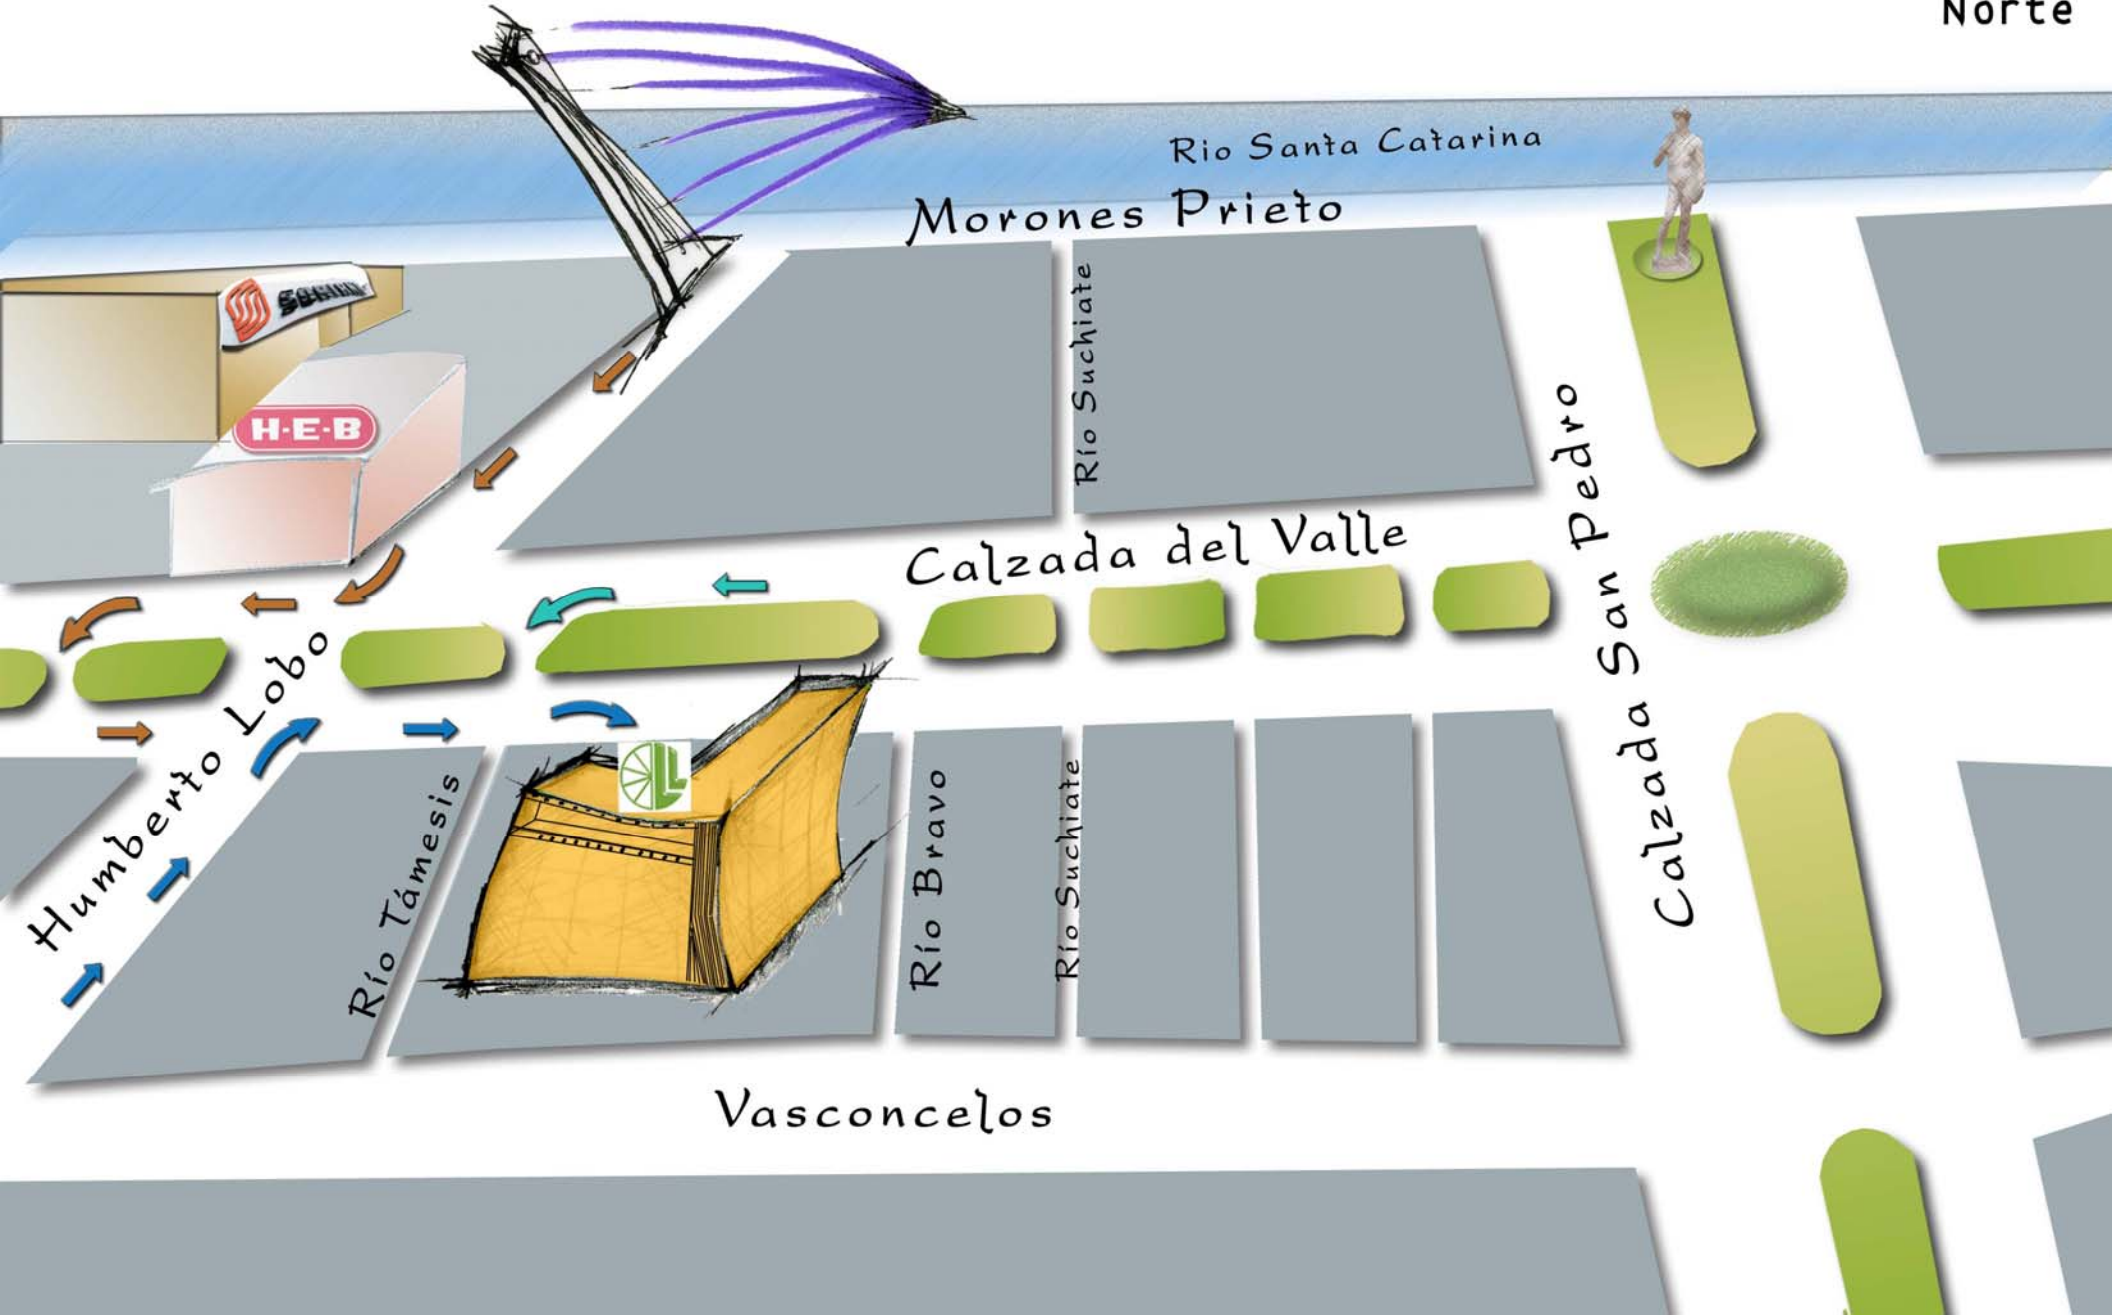 Norte
Rio Santa Catarina
Morones Prieto
SORIANA
H-E-B
Río Suchiate
Calzada del Valle
Calzada San Pedro
Humberto Lobo
Río Támesis
Río Bravo
Río Suchiate
Vasconcelos